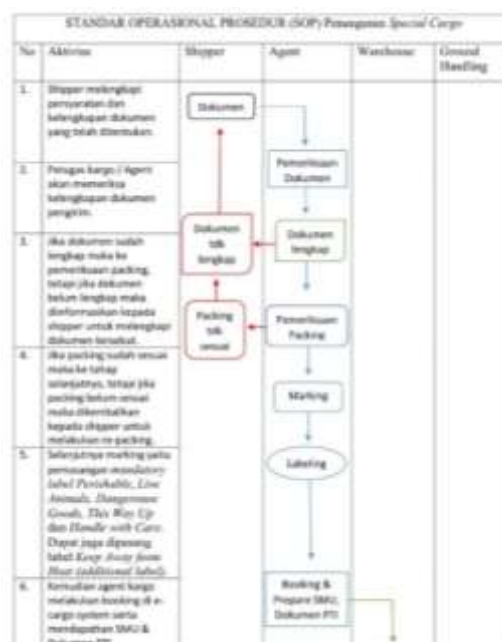 STANDAR OPERASIONAL PROSEDUR (SOP) Penanganan Special Cargo
No Aktivitas Shipper Agent Warehouse Ground
Handling
1. Shipper melengkapi
persyaratan dan
kelengkapan dokumen
yang telah ditentukan.
Dokumen
2. Petugas kargo / Agent
akan memeriksa
kelengkapan dokumen
pengirim.
Pemeriksaan
Dokumen
3. Jika dokumen sudah
lengkap maka ke
pemeriksaan packing,
tetapi jika dokumen
belum lengkap maka
diinformasikan kepada
shipper untuk melengkapi
dokumen tersebut.
Dokumen
tdk
lengkap
Dokumen
lengkap
Packing
tdk
sesuai
Pemeriksaan
Packing
4. Jika packing sudah sesuai
maka ke tahap
selanjutnya, tetapi jika
packing belum sesuai
maka dikembalikan
kepada shipper untuk
melakukan re-packing.
Marking
5. Selanjutnya marking yaitu
pemasangan mandatory
label Perishable, Live
Animals, Dangerous
Goods, This Way Up
dan Handle with Care.
Dapat juga dipasang
label Keep Away from
Heat (additional label).
Labeling
6. Kemudian agent kargo
melakukan booking di e-
cargo system serta
mendapatkan SMU &
Dokumen PTI
Booking &
Prepare SMU,
Dokumen PTI